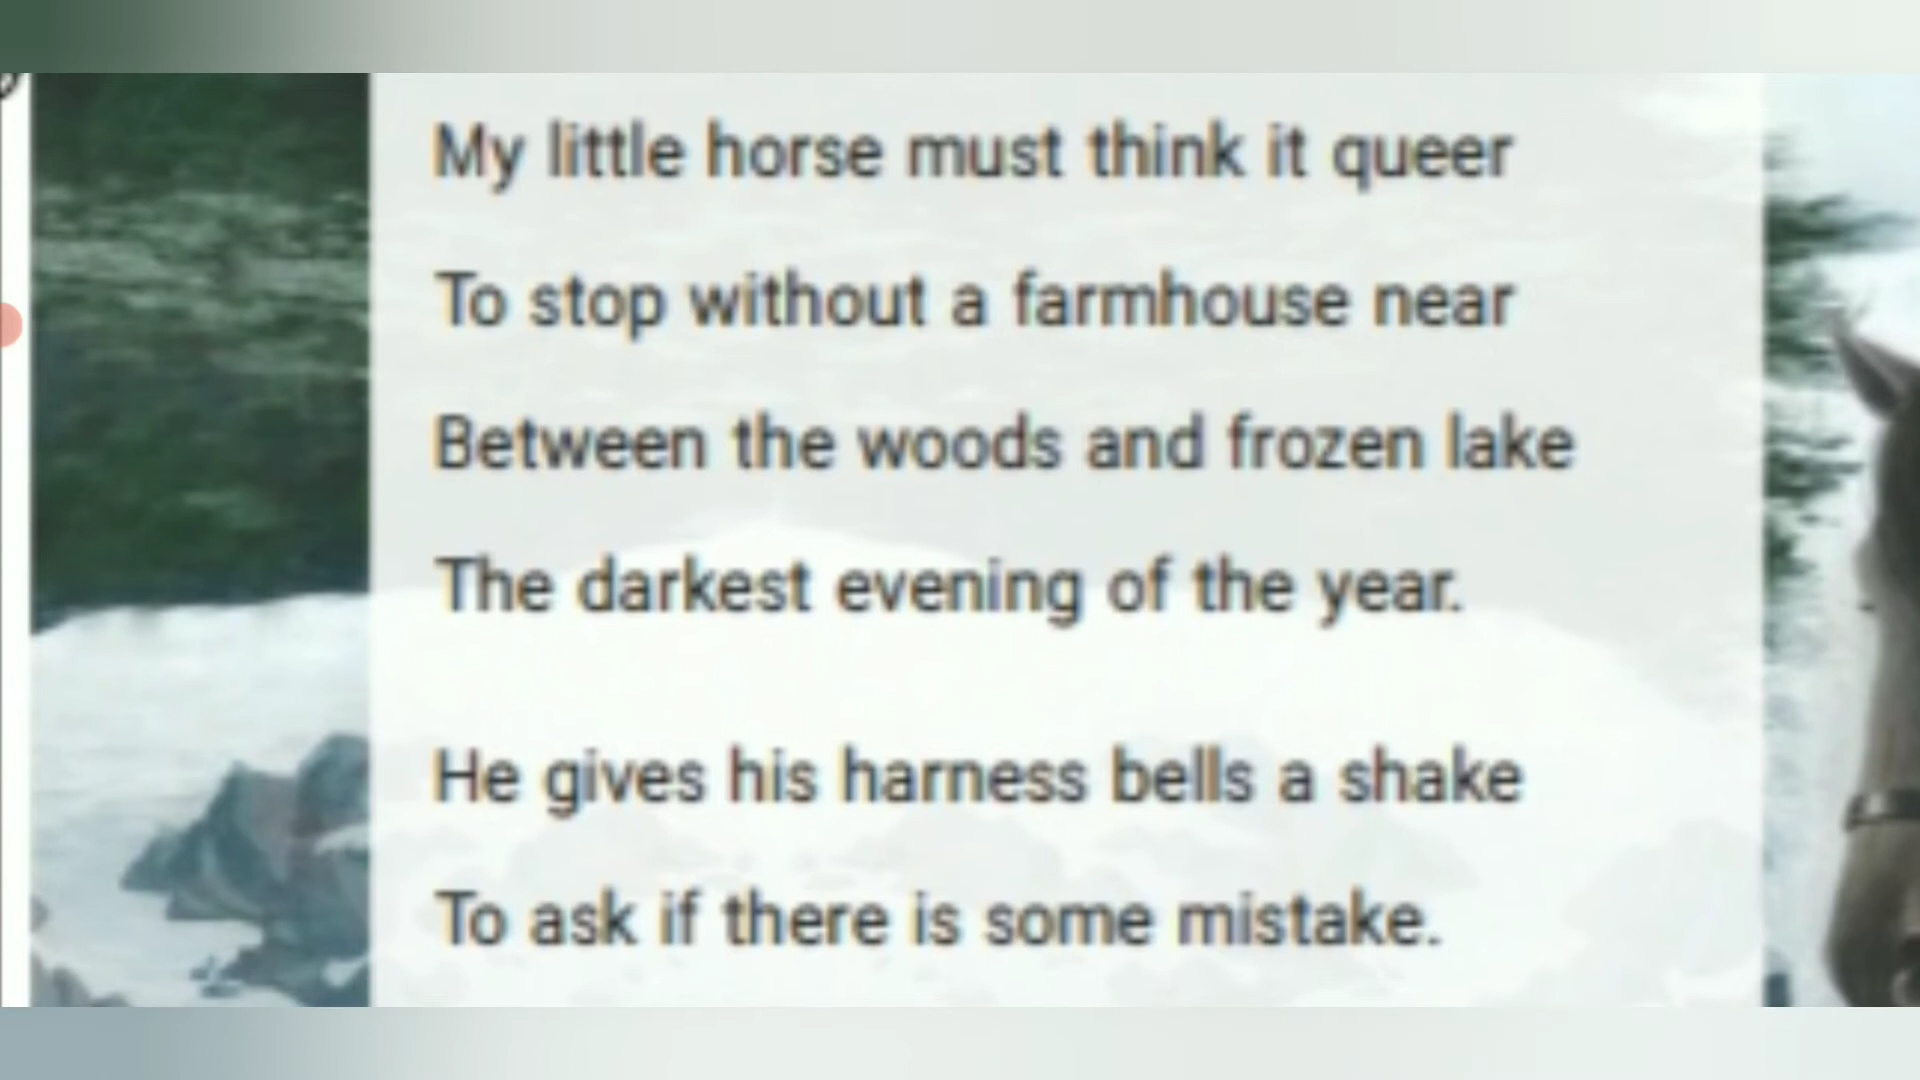 My little horse must think it queer
To stop without a farmhouse near
Between the woods and frozen lake
The darkest evening of the year.
He gives his harness bells a shake
To ask if there is some mistake.